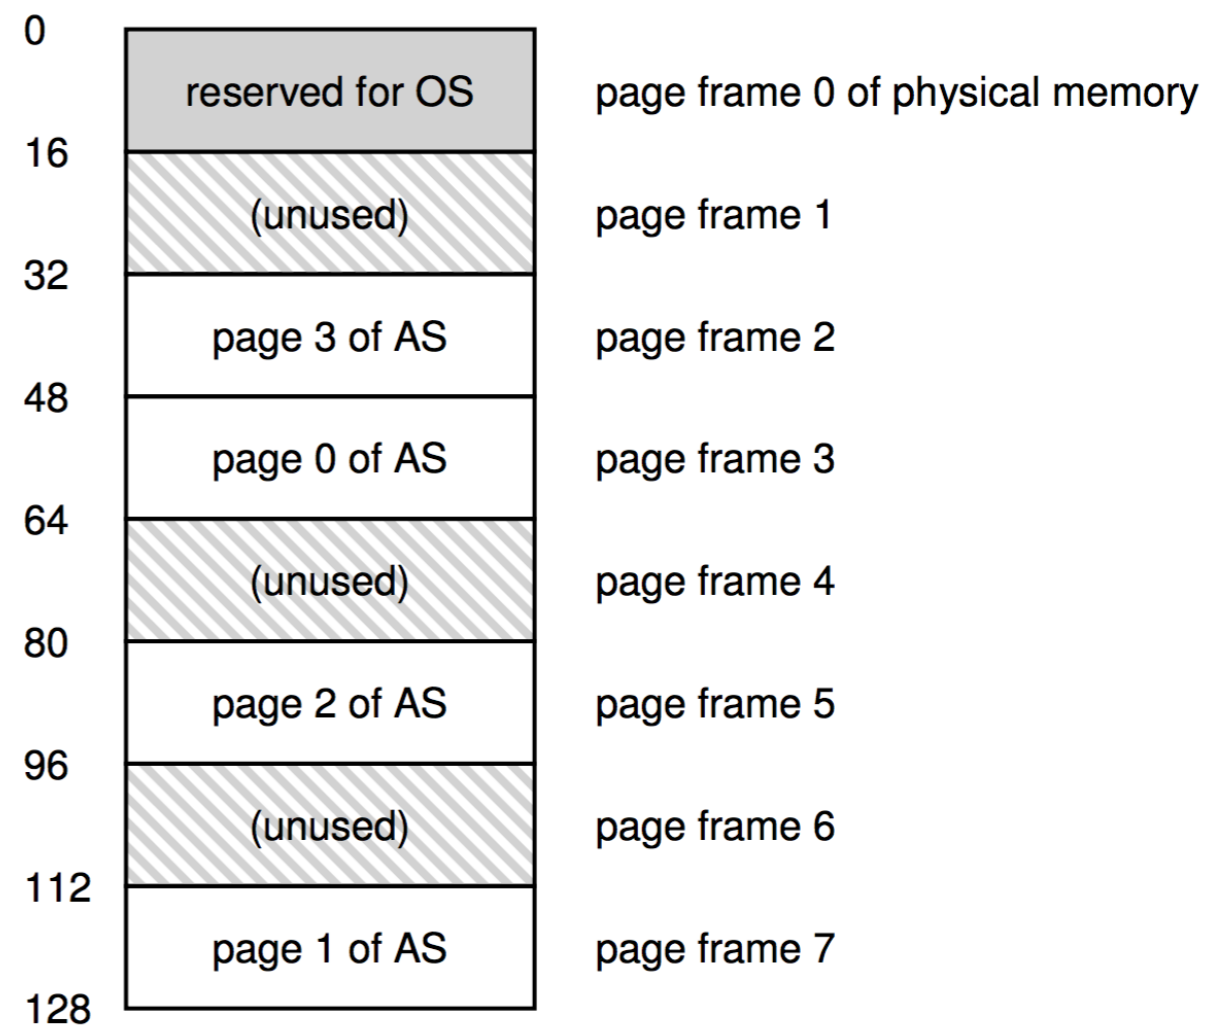 0
reserved for OS page frame 0 of physical memory
16
(unused) page frame 1
32
page 3 of AS page frame 2
48
page 0 of AS page frame 3
64
(unused) page frame 4
80
page 2 of AS page frame 5
96
(unused) page frame 6
112
page 1 of AS page frame 7
128